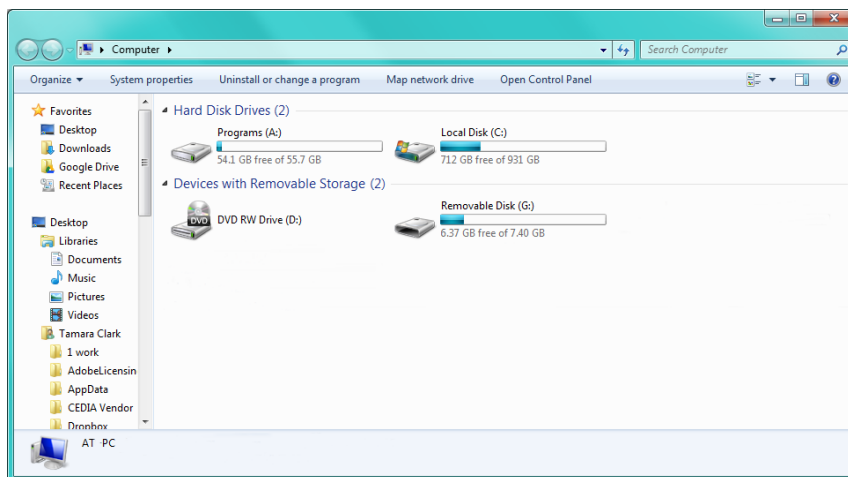 Computer
Search Computer
Organize
System properties
Uninstall or change a program
Map network drive
Open Control Panel
Favorites
Desktop
Downloads
Google Drive
Recent Places
Desktop
Libraries
Documents
Music
Pictures
Videos
Tamara Clark
1 work
AdobeLicensin
AppData
CEDIA Vendor
Dropbox
Hard Disk Drives (2)
Programs (A:)
54.1 GB free of 55.7 GB
Local Disk (C:)
712 GB free of 931 GB
Devices with Removable Storage (2)
DVD
DVD RW Drive (D:)
Removable Disk (G:)
6.37 GB free of 7.40 GB
AT -PC